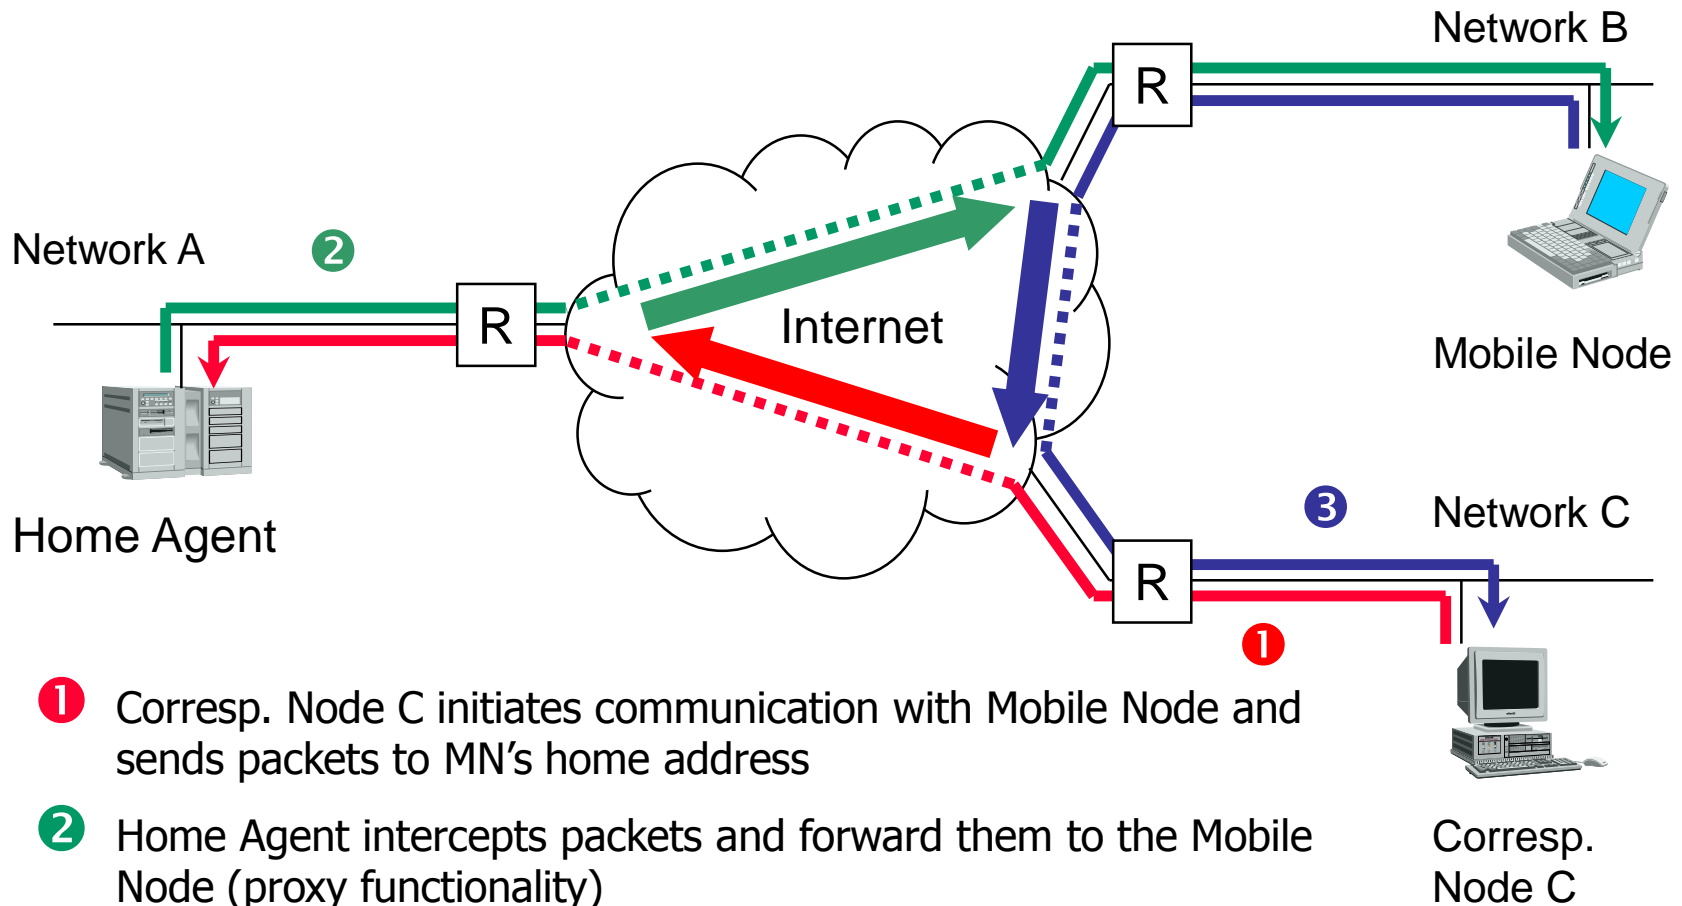 Network B
R
Network A
2
R
Internet
Mobile Node
Home Agent
3
Network C
R
1
1 Corresp. Node C initiates communication with Mobile Node and
sends packets to MN's home address
2 Home Agent intercepts packets and forward them to the Mobile
Node (proxy functionality)
Corresp.
Node C